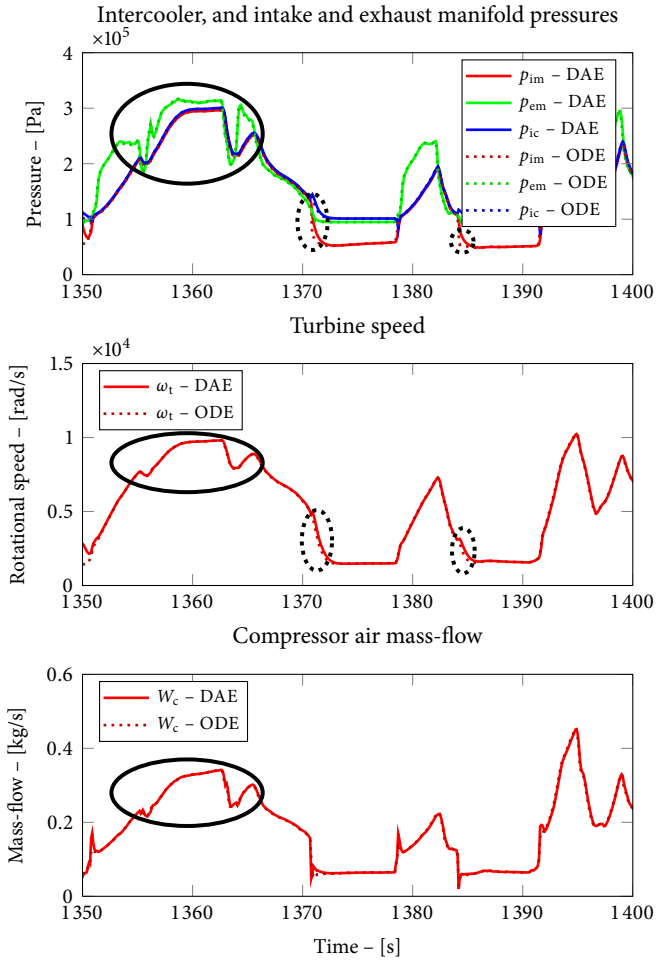 Intercooler, and intake and exhaust manifold pressures
×10⁵
4
3
2
1
0
Pressure – [Pa]
p_im – DAE
p_em – DAE
p_ic – DAE
p_im – ODE
p_em – ODE
p_ic – ODE
1350 1360 1370 1380 1390 1400
Turbine speed
×10⁴
1.5
1
0.5
0
Rotational speed – [rad/s]
ω_t – DAE
ω_t – ODE
1350 1360 1370 1380 1390 1400
Compressor air mass-flow
0.6
0.4
0.2
0
Mass-flow – [kg/s]
W_c – DAE
W_c – ODE
1350 1360 1370 1380 1390 1400
Time – [s]